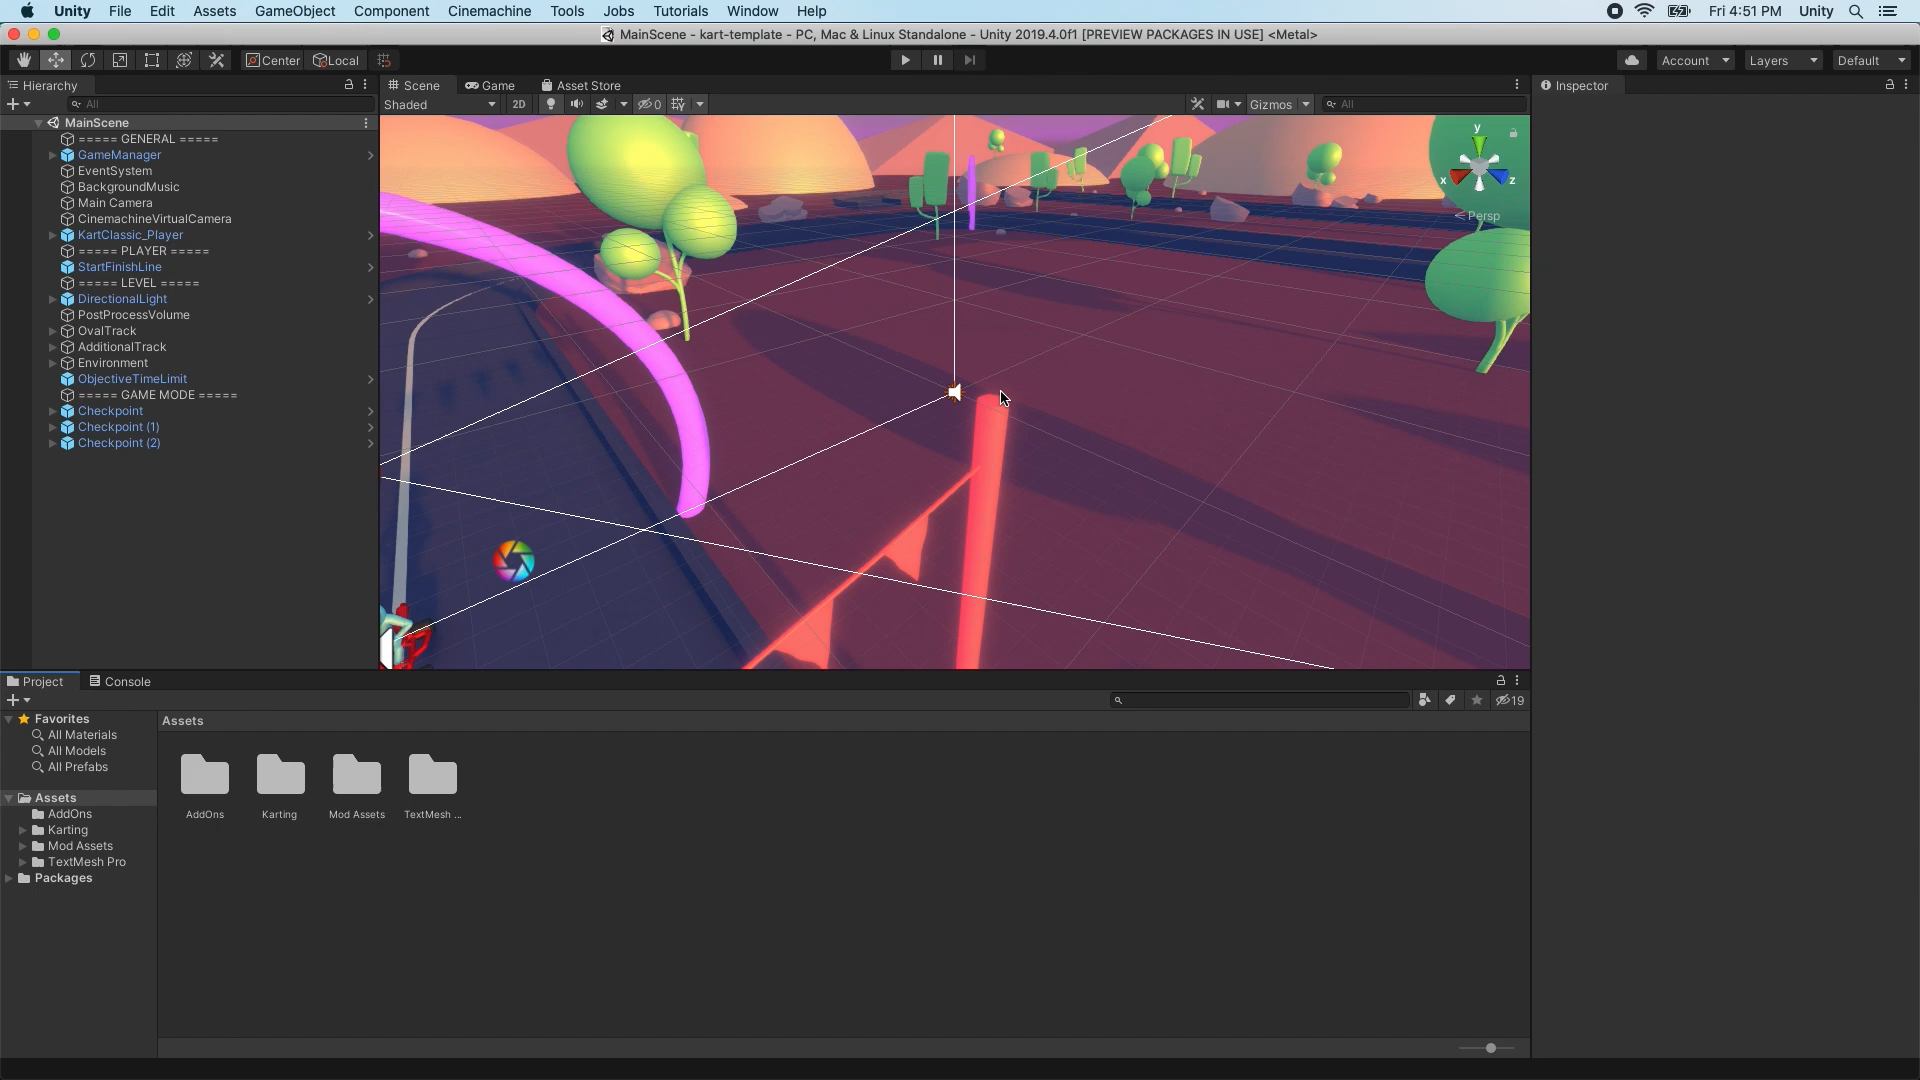 Unity File Edit Assets GameObject Component Cinemachine Tools Jobs Tutorials Window Help Fri 4:51 PM Unity
MainScene - kart-template - PC, Mac & Linux Standalone - Unity 2019.4.0f1 [PREVIEW PACKAGES IN USE] <Metal>
Center Local Account Layers Default
Hierarchy Scene Game Asset Store Inspector
All Shaded 2D 0 Gizmos All
MainScene
===== GENERAL =====
GameManager
EventSystem
BackgroundMusic
Main Camera
CinemachineVirtualCamera
KartClassic_Player
===== PLAYER =====
StartFinishLine
===== LEVEL =====
DirectionalLight
PostProcessVolume
OvalTrack
AdditionalTrack
Environment
ObjectiveTimeLimit
===== GAME MODE =====
Checkpoint
Checkpoint (1)
Checkpoint (2)
y
x z
< Persp
Project Console
19
Favorites
All Materials
All Models
All Prefabs
Assets
AddOns
Karting
Mod Assets
TextMesh Pro
Packages
Assets
AddOns Karting Mod Assets TextMesh ...